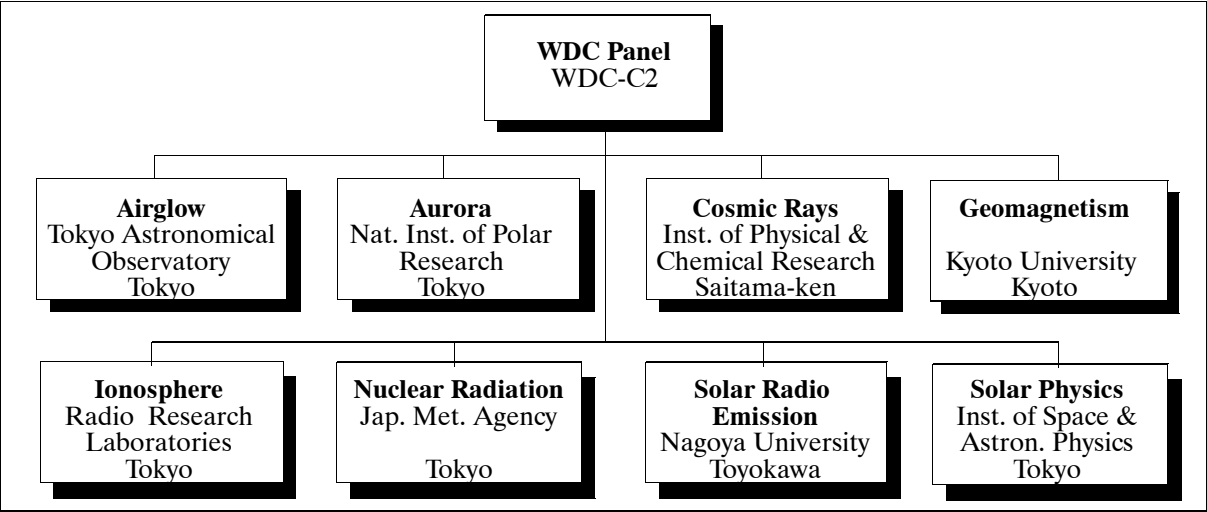 WDC Panel
WDC-C2
Airglow
Tokyo Astronomical
Observatory
Tokyo
Aurora
Nat. Inst. of Polar
Research
Tokyo
Cosmic Rays
Inst. of Physical &
Chemical Research
Saitama-ken
Geomagnetism
Kyoto University
Kyoto
Ionosphere
Radio Research
Laboratories
Tokyo
Nuclear Radiation
Jap. Met. Agency
Tokyo
Solar Radio
Emission
Nagoya University
Toyokawa
Solar Physics
Inst. of Space &
Astron. Physics
Tokyo